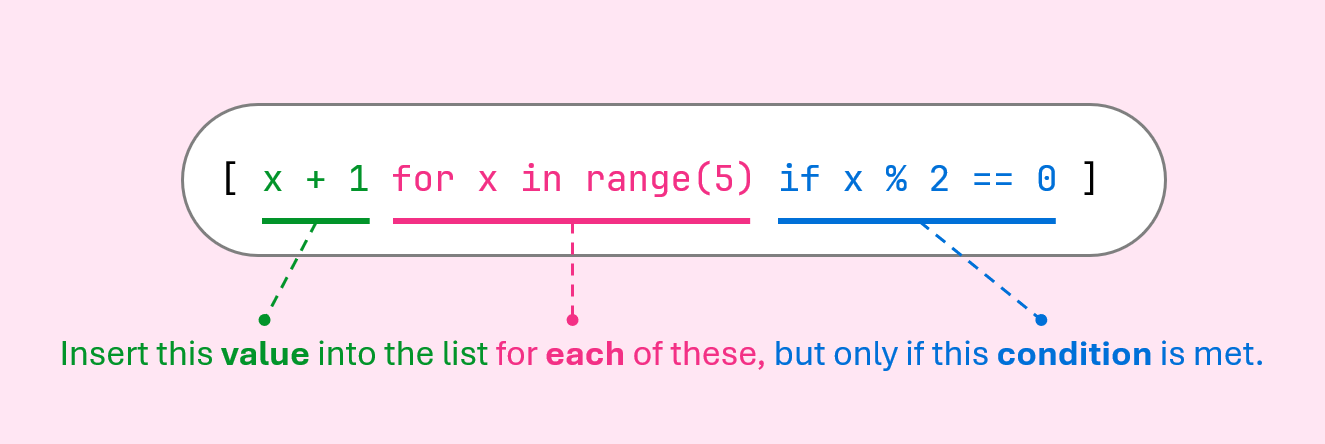 [ x + 1 for x in range(5) if x % 2 == 0 ]
Insert this value into the list for each of these, but only if this condition is met.